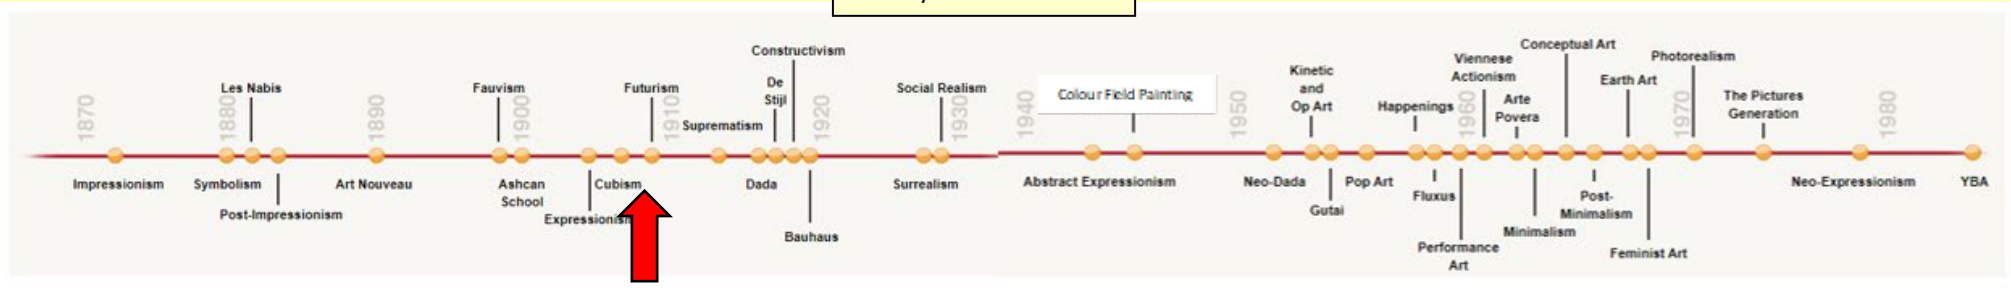 Constructivism
Conceptual Art
Viennese
Actionism
Photorealism
Kinetic
and
Op Art
Les Nabis
Fauvism
Futurism
De
Stijl
Social Realism
Colour Field Painting
Happenings
Arte
Povera
Earth Art
The Pictures
Generation
Suprematism
1870
1880
1890
1900
1910
1920
1930
1940
1950
1960
1970
1980
Impressionism
Symbolism
Post-Impressionism
Art Nouveau
Ashcan
School
Cubism
Expressionism
Dada
Bauhaus
Surrealism
Abstract Expressionism
Neo-Dada
Gutai
Pop Art
Fluxus
Performance
Art
Minimalism
Post-
Minimalism
Feminist Art
Neo-Expressionism
YBA